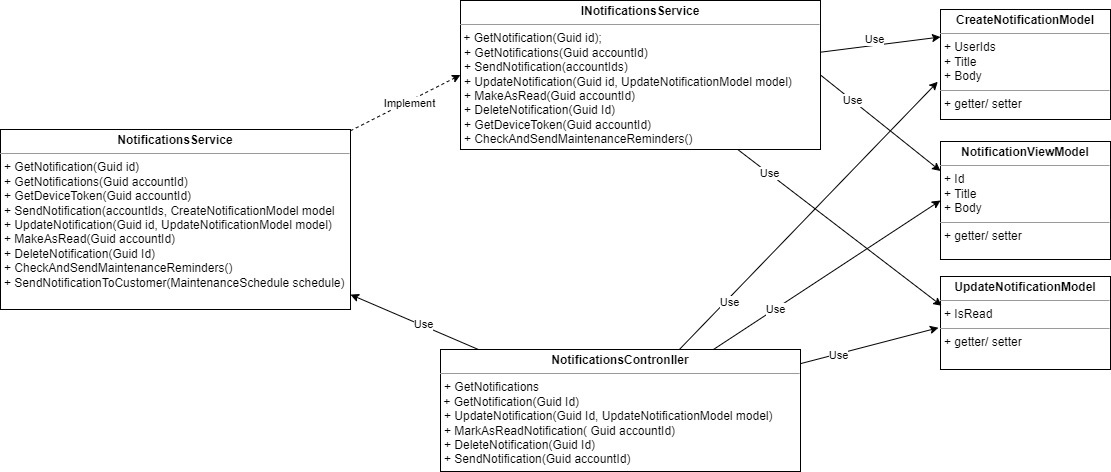 INotificationsService
+ GetNotification(Guid id);
+ GetNotifications(Guid accountId)
+ SendNotification(accountIds)
+ UpdateNotification(Guid id, UpdateNotificationModel model)
+ MakeAsRead(Guid accountId)
+ DeleteNotification(Guid Id)
+ GetDeviceToken(Guid accountId)
+ CheckAndSendMaintenanceReminders()
CreateNotificationModel
+ UserIds
+ Title
+ Body
+ getter/ setter
Use
Use
Implement
NotificationsService
+ GetNotification(Guid id)
+ GetNotifications(Guid accountId)
+ GetDeviceToken(Guid accountId)
+ SendNotification(accountIds, CreateNotificationModel model
+ UpdateNotification(Guid id, UpdateNotificationModel model)
+ MakeAsRead(Guid accountId)
+ DeleteNotification(Guid Id)
+ CheckAndSendMaintenanceReminders()
+ SendNotificationToCustomer(MaintenanceSchedule schedule)
NotificationViewModel
+ Id
+ Title
+ Body
+ getter/ setter
Use
UpdateNotificationModel
+ IsRead
+ getter/ setter
Use
Use
Use
Use
NotificationsContronller
+ GetNotifications
+ GetNotification(Guid Id)
+ UpdateNotification(Guid Id, UpdateNotificationModel model)
+ MarkAsReadNotification( Guid accountId)
+ DeleteNotification(Guid Id)
+ SendNotification(Guid accountId)